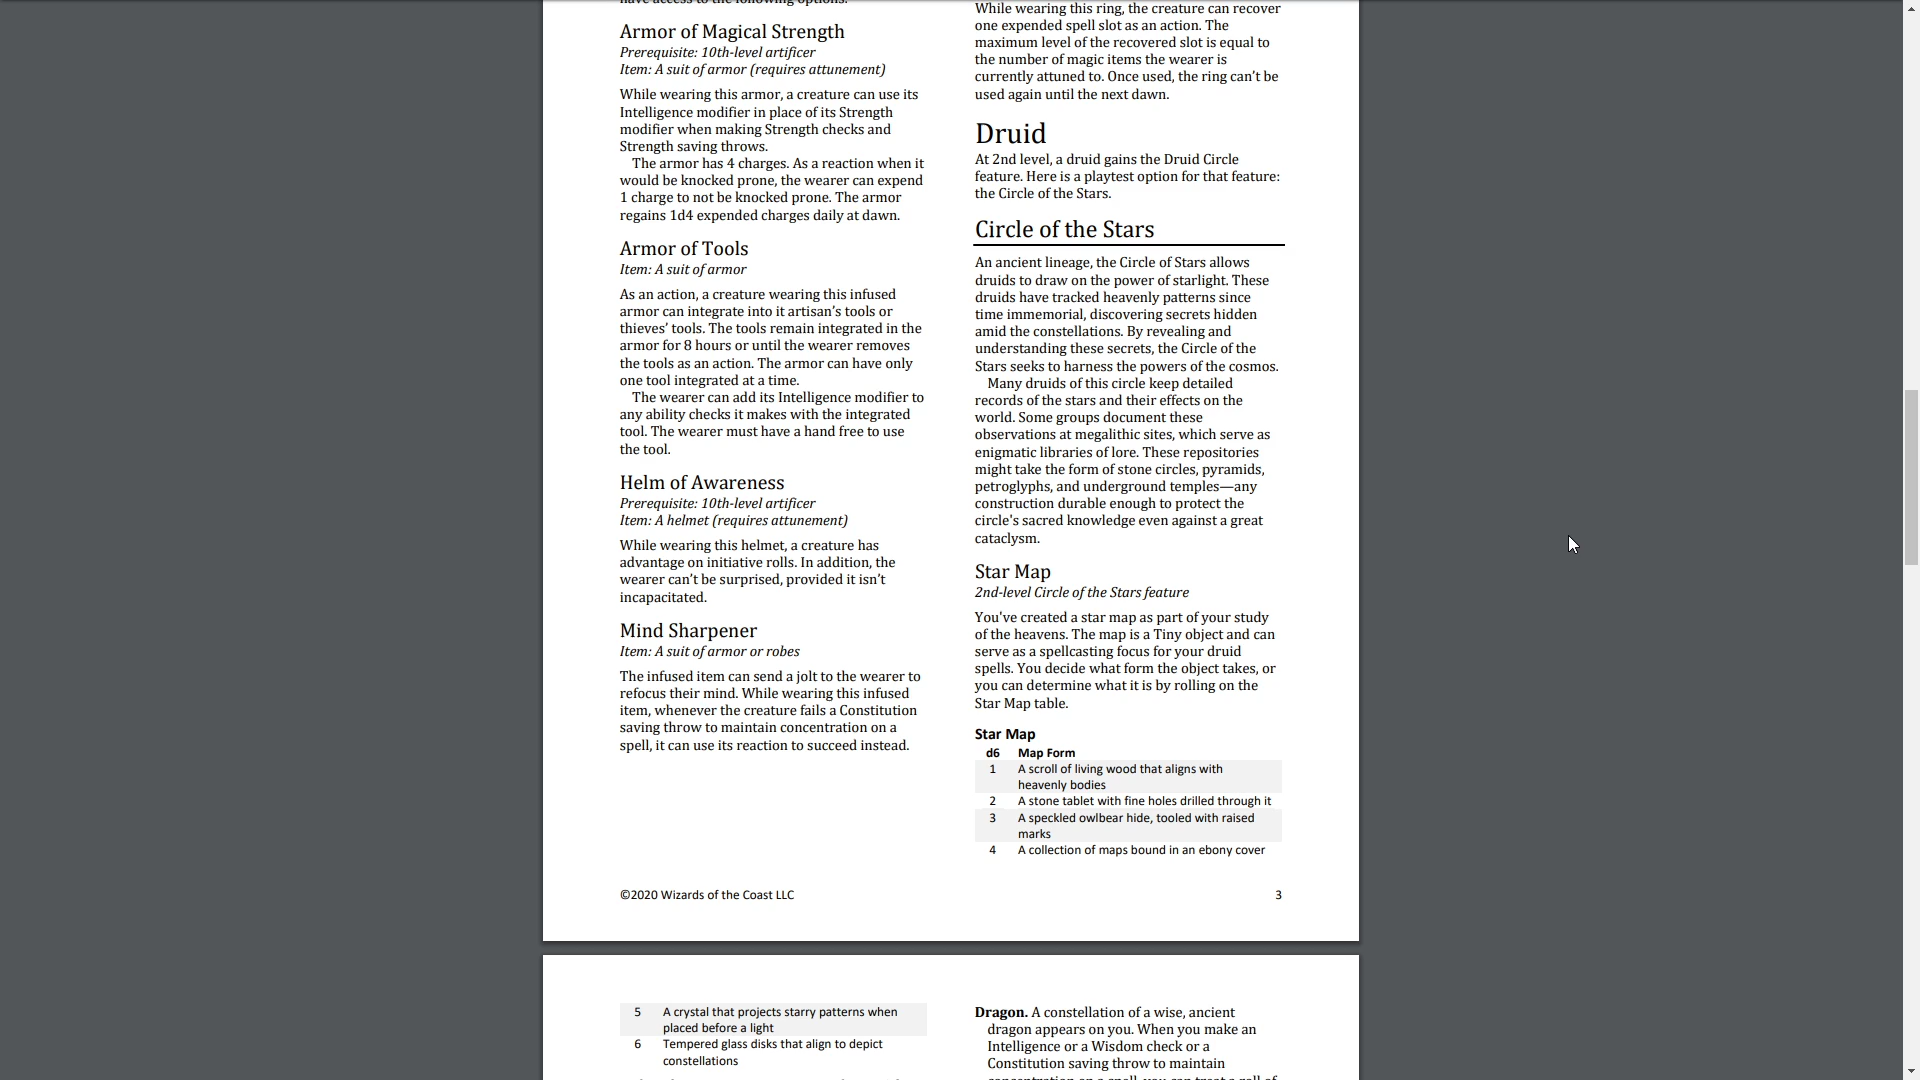 have access to the following options.
Armor of Magical Strength
Prerequisite: 10th-level artificer
Item: A suit of armor (requires attunement)
While wearing this armor, a creature can use its
Intelligence modifier in place of its Strength
modifier when making Strength checks and
Strength saving throws.
The armor has 4 charges. As a reaction when it
would be knocked prone, the wearer can expend
1 charge to not be knocked prone. The armor
regains 1d4 expended charges daily at dawn.
Armor of Tools
Item: A suit of armor
As an action, a creature wearing this infused
armor can integrate into it artisan’s tools or
thieves’ tools. The tools remain integrated in the
armor for 8 hours or until the wearer removes
the tools as an action. The armor can have only
one tool integrated at a time.
The wearer can add its Intelligence modifier to
any ability checks it makes with the integrated
tool. The wearer must have a hand free to use
the tool.
Helm of Awareness
Prerequisite: 10th-level artificer
Item: A helmet (requires attunement)
While wearing this helmet, a creature has
advantage on initiative rolls. In addition, the
wearer can’t be surprised, provided it isn’t
incapacitated.
Mind Sharpener
Item: A suit of armor or robes
The infused item can send a jolt to the wearer to
refocus their mind. While wearing this infused
item, whenever the creature fails a Constitution
saving throw to maintain concentration on a
spell, it can use its reaction to succeed instead.
While wearing this ring, the creature can recover
one expended spell slot as an action. The
maximum level of the recovered slot is equal to
the number of magic items the wearer is
currently attuned to. Once used, the ring can’t be
used again until the next dawn.
Druid
At 2nd level, a druid gains the Druid Circle
feature. Here is a playtest option for that feature:
the Circle of the Stars.
Circle of the Stars
An ancient lineage, the Circle of Stars allows
druids to draw on the power of starlight. These
druids have tracked heavenly patterns since
time immemorial, discovering secrets hidden
amid the constellations. By revealing and
understanding these secrets, the Circle of the
Stars seeks to harness the powers of the cosmos.
Many druids of this circle keep detailed
records of the stars and their effects on the
world. Some groups document these
observations at megalithic sites, which serve as
enigmatic libraries of lore. These repositories
might take the form of stone circles, pyramids,
petroglyphs, and underground temples—any
construction durable enough to protect the
circle's sacred knowledge even against a great
cataclysm.
Star Map
2nd-level Circle of the Stars feature
You've created a star map as part of your study
of the heavens. The map is a Tiny object and can
serve as a spellcasting focus for your druid
spells. You decide what form the object takes, or
you can determine what it is by rolling on the
Star Map table.
Star Map
d6 Map Form
1 A scroll of living wood that aligns with
heavenly bodies
2 A stone tablet with fine holes drilled through it
3 A speckled owlbear hide, tooled with raised
marks
4 A collection of maps bound in an ebony cover
©2020 Wizards of the Coast LLC 3
5 A crystal that projects starry patterns when
placed before a light
6 Tempered glass disks that align to depict
constellations
Dragon. A constellation of a wise, ancient
dragon appears on you. When you make an
Intelligence or a Wisdom check or a
Constitution saving throw to maintain
concentration on a spell, you can treat a roll of